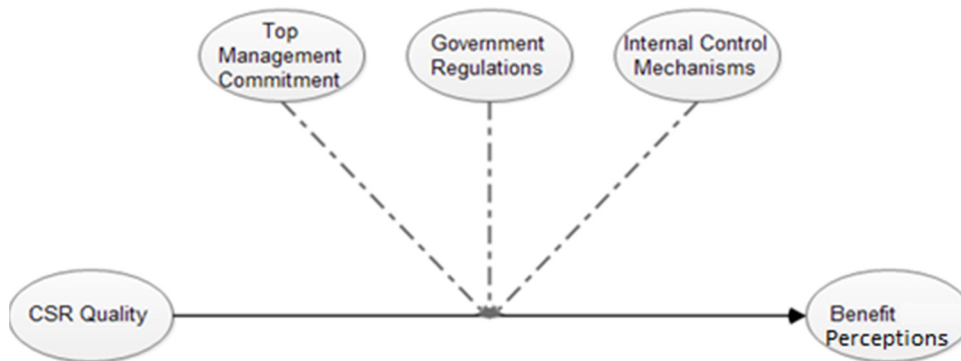 Top
Management
Commitment
Government
Regulations
Internal Control
Mechanisms
CSR Quality
Benefit
Perceptions